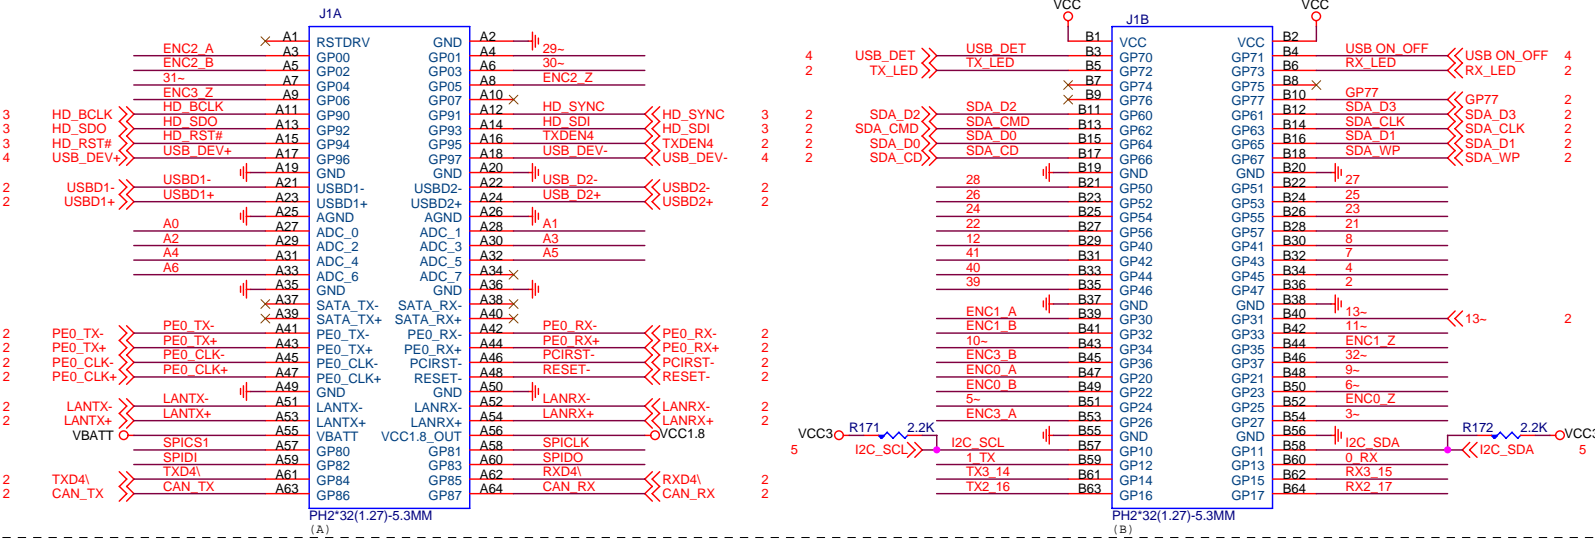 J1A
A1 RSTDRV GND A2
ENC2_A A3 GP00 GP01 A4 29~
ENC2_B A5 GP02 GP03 A6 30~
31~ A7 GP04 GP05 A8 ENC2_Z
ENC3_Z A9 GP06 GP07 A10
3 HD_BCLK HD_BCLK A11 GP90 GP91 A12 HD_SYNC HD_SYNC 3
3 HD_SDO HD_SDO A13 GP92 GP93 A14 HD_SDI HD_SDI 3
3 HD_RST# HD_RST# A15 GP94 GP95 A16 TXDEN4 TXDEN4 2
4 USB_DEV+ USB_DEV+ A17 GP96 GP97 A18 USB_DEV- USB_DEV- 4
A19 GND GND A20
2 USBD1- USBD1- A21 USBD1- USBD2- A22 USB_D2- USBD2- 2
2 USBD1+ USBD1+ A23 USBD1+ USBD2+ A24 USB_D2+ USBD2+ 2
A25 AGND AGND A26
A0 A27 ADC_0 ADC_1 A28 A1
A2 A29 ADC_2 ADC_3 A30 A3
A4 A31 ADC_4 ADC_5 A32 A5
A6 A33 ADC_6 ADC_7 A34
A35 GND GND A36
A37 SATA_TX- SATA_RX- A38
A39 SATA_TX+ SATA_RX+ A40
2 PE0_TX- PE0_TX- A41 PE0_TX- PE0_RX- A42 PE0_RX- PE0_RX- 2
2 PE0_TX+ PE0_TX+ A43 PE0_TX+ PE0_RX+ A44 PE0_RX+ PE0_RX+ 2
2 PE0_CLK- PE0_CLK- A45 PE0_CLK- PCIRST- A46 PCIRST- PCIRST- 2
2 PE0_CLK+ PE0_CLK+ A47 PE0_CLK+ RESET- A48 RESET- RESET- 2
A49 GND GND A50
2 LANTX- LANTX- A51 LANTX- LANRX- A52 LANRX- LANRX- 2
2 LANTX+ LANTX+ A53 LANTX+ LANRX+ A54 LANRX+ LANRX+ 2
VBATT A55 VBATT VCC1.8_OUT A56 VCC1.8
SPICS1 A57 GP80 GP81 A58 SPICLK
SPIDI A59 GP82 GP83 A60 SPIDO
2 TXD4\ TXD4\ A61 GP84 GP85 A62 RXD4\ RXD4\ 2
2 CAN_TX CAN_TX A63 GP86 GP87 A64 CAN_RX CAN_RX 2
PH2*32(1.27)-5.3MM
(A)
VCC VCC
J1B
B1 VCC VCC B2
4 USB_DET USB_DET B3 GP70 GP71 B4 USB ON_OFF USB ON_OFF 4
2 TX_LED TX_LED B5 GP72 GP73 B6 RX_LED RX_LED 2
B7 GP74 GP75 B8
B9 GP76 GP77 B10 GP77 GP77 2
2 SDA_D2 SDA_D2 B11 GP60 GP61 B12 SDA_D3 SDA_D3 2
2 SDA_CMD SDA_CMD B13 GP62 GP63 B14 SDA_CLK SDA_CLK 2
2 SDA_D0 SDA_D0 B15 GP64 GP65 B16 SDA_D1 SDA_D1 2
2 SDA_CD SDA_CD B17 GP66 GP67 B18 SDA_WP SDA_WP 2
B19 GND GND B20
28 B21 GP50 GP51 B22 27
26 B23 GP52 GP53 B24 25
24 B25 GP54 GP55 B26 23
22 B27 GP56 GP57 B28 21
12 B29 GP40 GP41 B30 8
41 B31 GP42 GP43 B32 7
40 B33 GP44 GP45 B34 4
39 B35 GP46 GP47 B36 2
B37 GND GND B38
ENC1_A B39 GP30 GP31 B40 13~ 13~ 2
ENC1_B B41 GP32 GP33 B42 11~
10~ B43 GP34 GP35 B44 ENC1_Z
ENC3_B B45 GP36 GP37 B46 32~
ENC0_A B47 GP20 GP21 B48 9~
ENC0_B B49 GP22 GP23 B50 6~
5~ B51 GP24 GP25 B52 ENC0_Z
ENC3_A B53 GP26 GP27 B54 3~
VCC3 R171 2.2K B55 GND GND B56 R172 2.2K VCC3
5 I2C_SCL I2C_SCL B57 GP10 GP11 B58 I2C_SDA I2C_SDA 5
1_TX B59 GP12 GP13 B60 0_RX
TX3_14 B61 GP14 GP15 B62 RX3_15
TX2_16 B63 GP16 GP17 B64 RX2_17
PH2*32(1.27)-5.3MM
(B)